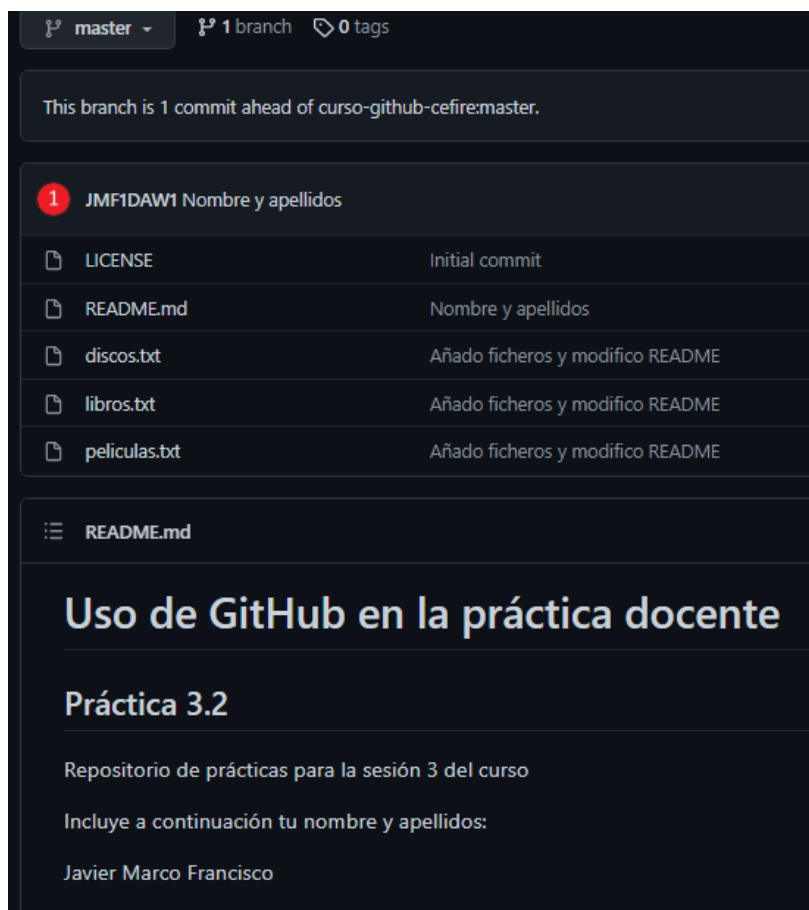 master 1 branch 0 tags
This branch is 1 commit ahead of curso-github-cefire:master.
1 JMF1DAW1 Nombre y apellidos
LICENSE Initial commit
README.md Nombre y apellidos
discos.txt Añado ficheros y modifico README
libros.txt Añado ficheros y modifico README
peliculas.txt Añado ficheros y modifico README
README.md
Uso de GitHub en la práctica docente
Práctica 3.2
Repositorio de prácticas para la sesión 3 del curso
Incluye a continuación tu nombre y apellidos:
Javier Marco Francisco